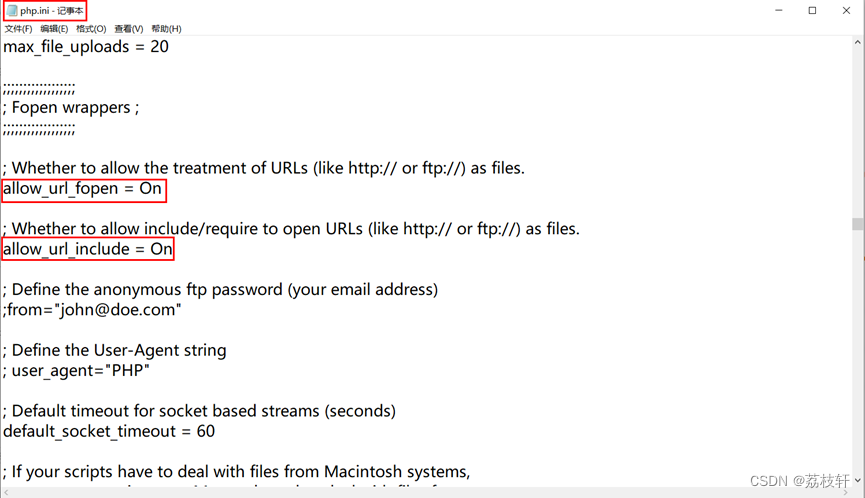 php.ini - 记事本
文件(F) 编辑(E) 格式(O) 查看(V) 帮助(H)
max_file_uploads = 20
;;;;;;;;;;;;;;;;;;
; Fopen wrappers ;
;;;;;;;;;;;;;;;;;;
; Whether to allow the treatment of URLs (like http:// or ftp://) as files.
allow_url_fopen = On
; Whether to allow include/require to open URLs (like http:// or ftp://) as files.
allow_url_include = On
; Define the anonymous ftp password (your email address)
;from="john@doe.com"
; Define the User-Agent string
; user_agent="PHP"
; Default timeout for socket based streams (seconds)
default_socket_timeout = 60
; If your scripts have to deal with files from Macintosh systems,
CSDN @荔枝轩